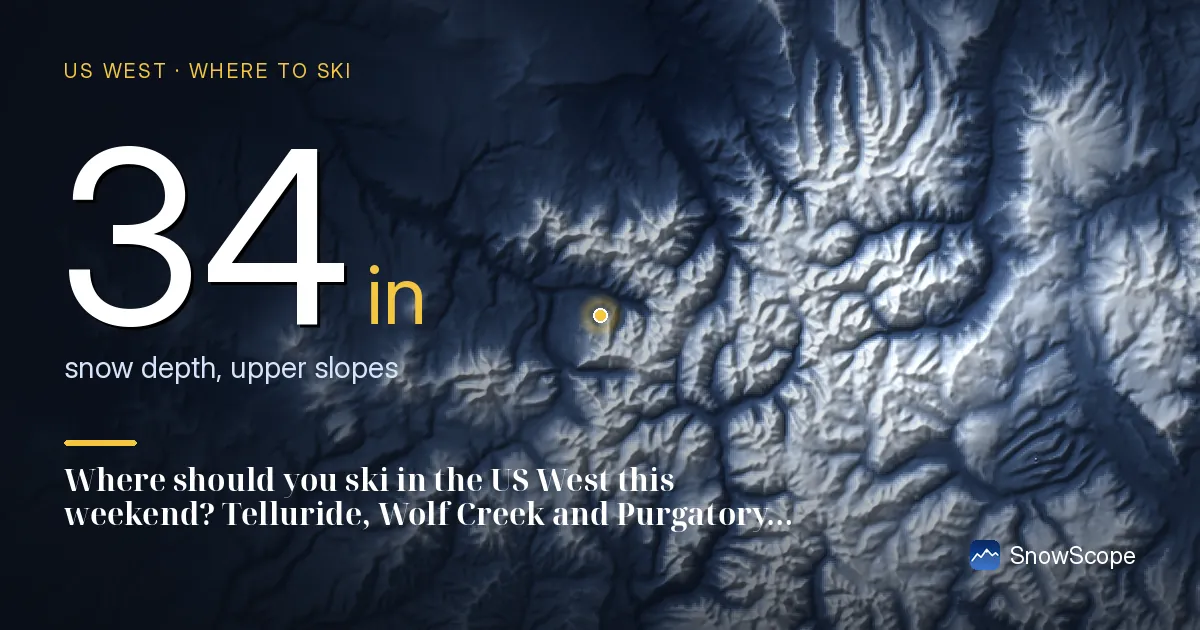 US WEST · WHERE TO SKI
34 in
snow depth, upper slopes
Where should you ski in the US West this
weekend? Telluride, Wolf Creek and Purgatory...
SnowScope